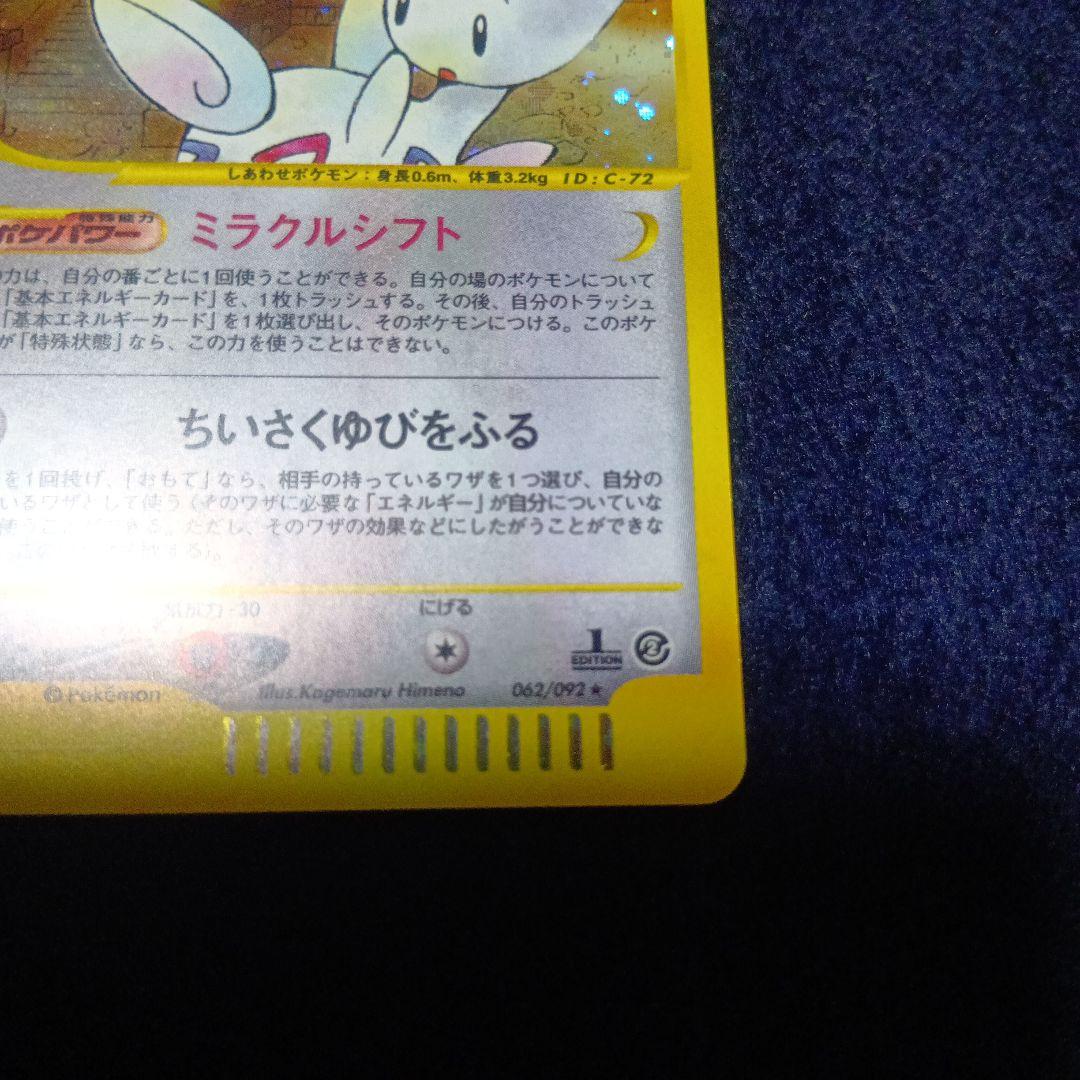 しあわせポケモン：身長0.6m、体重3.2kg ID：C-72
特殊能力
ポケパワー ミラクルシフト
力は、自分の番ごとに1回使うことができる。自分の場のポケモンについて
「基本エネルギーカード」を、1枚トラッシュする。その後、自分のトラッシュ
「基本エネルギーカード」を1枚選び出し、そのポケモンにつける。このポケ
が「特殊状態」なら、この力を使うことはできない。
ちいさくゆびをふる
を1回投げ、「おもて」なら、相手の持っているワザを1つ選び、自分の
いるワザとして使う（そのワザに必要な「エネルギー」が自分についていな
ただし、そのワザの効果などにしたがうことができな
する）。
抵抗力 -30 にげる
1 EDITION
© Pokémon Illus.Kagemaru Himeno 062/092 ★